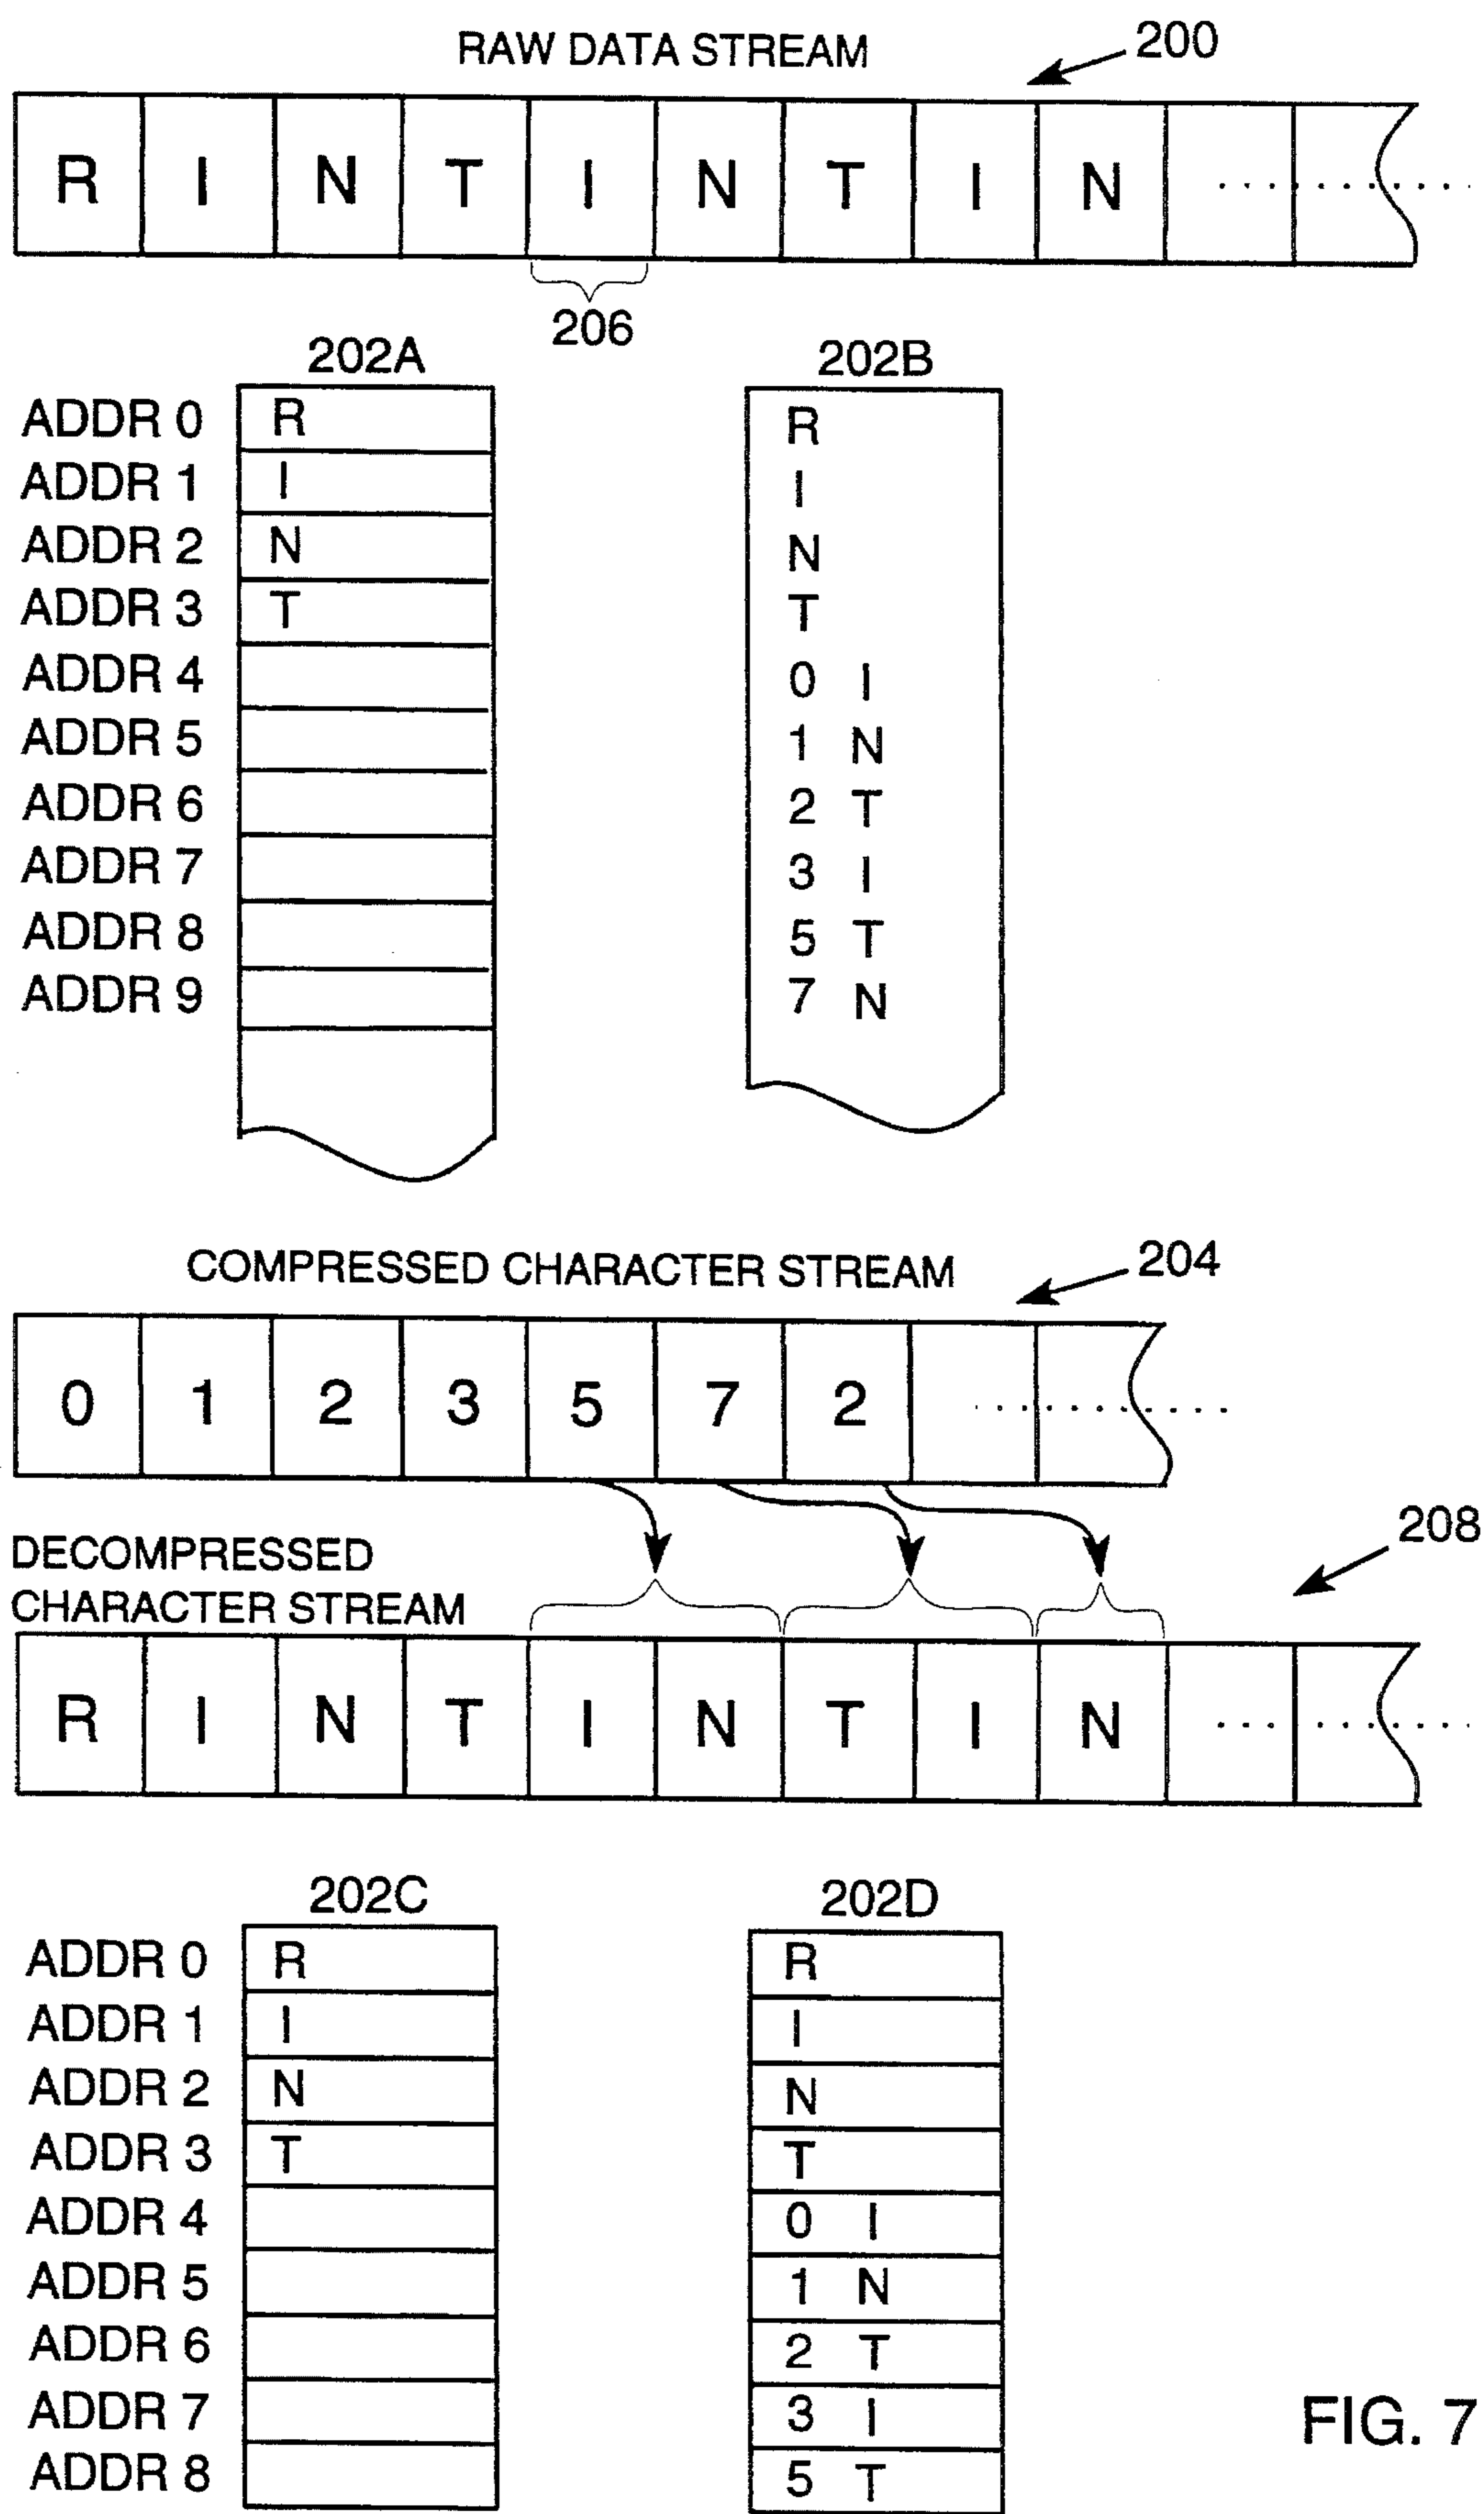 RAW DATA STREAM
200
R I N T I N T I N ...........
206
202A
202B
ADDR 0 R R
ADDR 1 I I
ADDR 2 N N
ADDR 3 T T
ADDR 4 0 I
ADDR 5 1 N
ADDR 6 2 T
ADDR 7 3 I
ADDR 8 5 T
ADDR 9 7 N
COMPRESSED CHARACTER STREAM
204
0 1 2 3 5 7 2 ...........
208
DECOMPRESSED
CHARACTER STREAM
R I N T I N T I N ...........
202C
202D
ADDR 0 R R
ADDR 1 I I
ADDR 2 N N
ADDR 3 T T
ADDR 4 0 I
ADDR 5 1 N
ADDR 6 2 T
ADDR 7 3 I
ADDR 8 5 T
FIG. 7